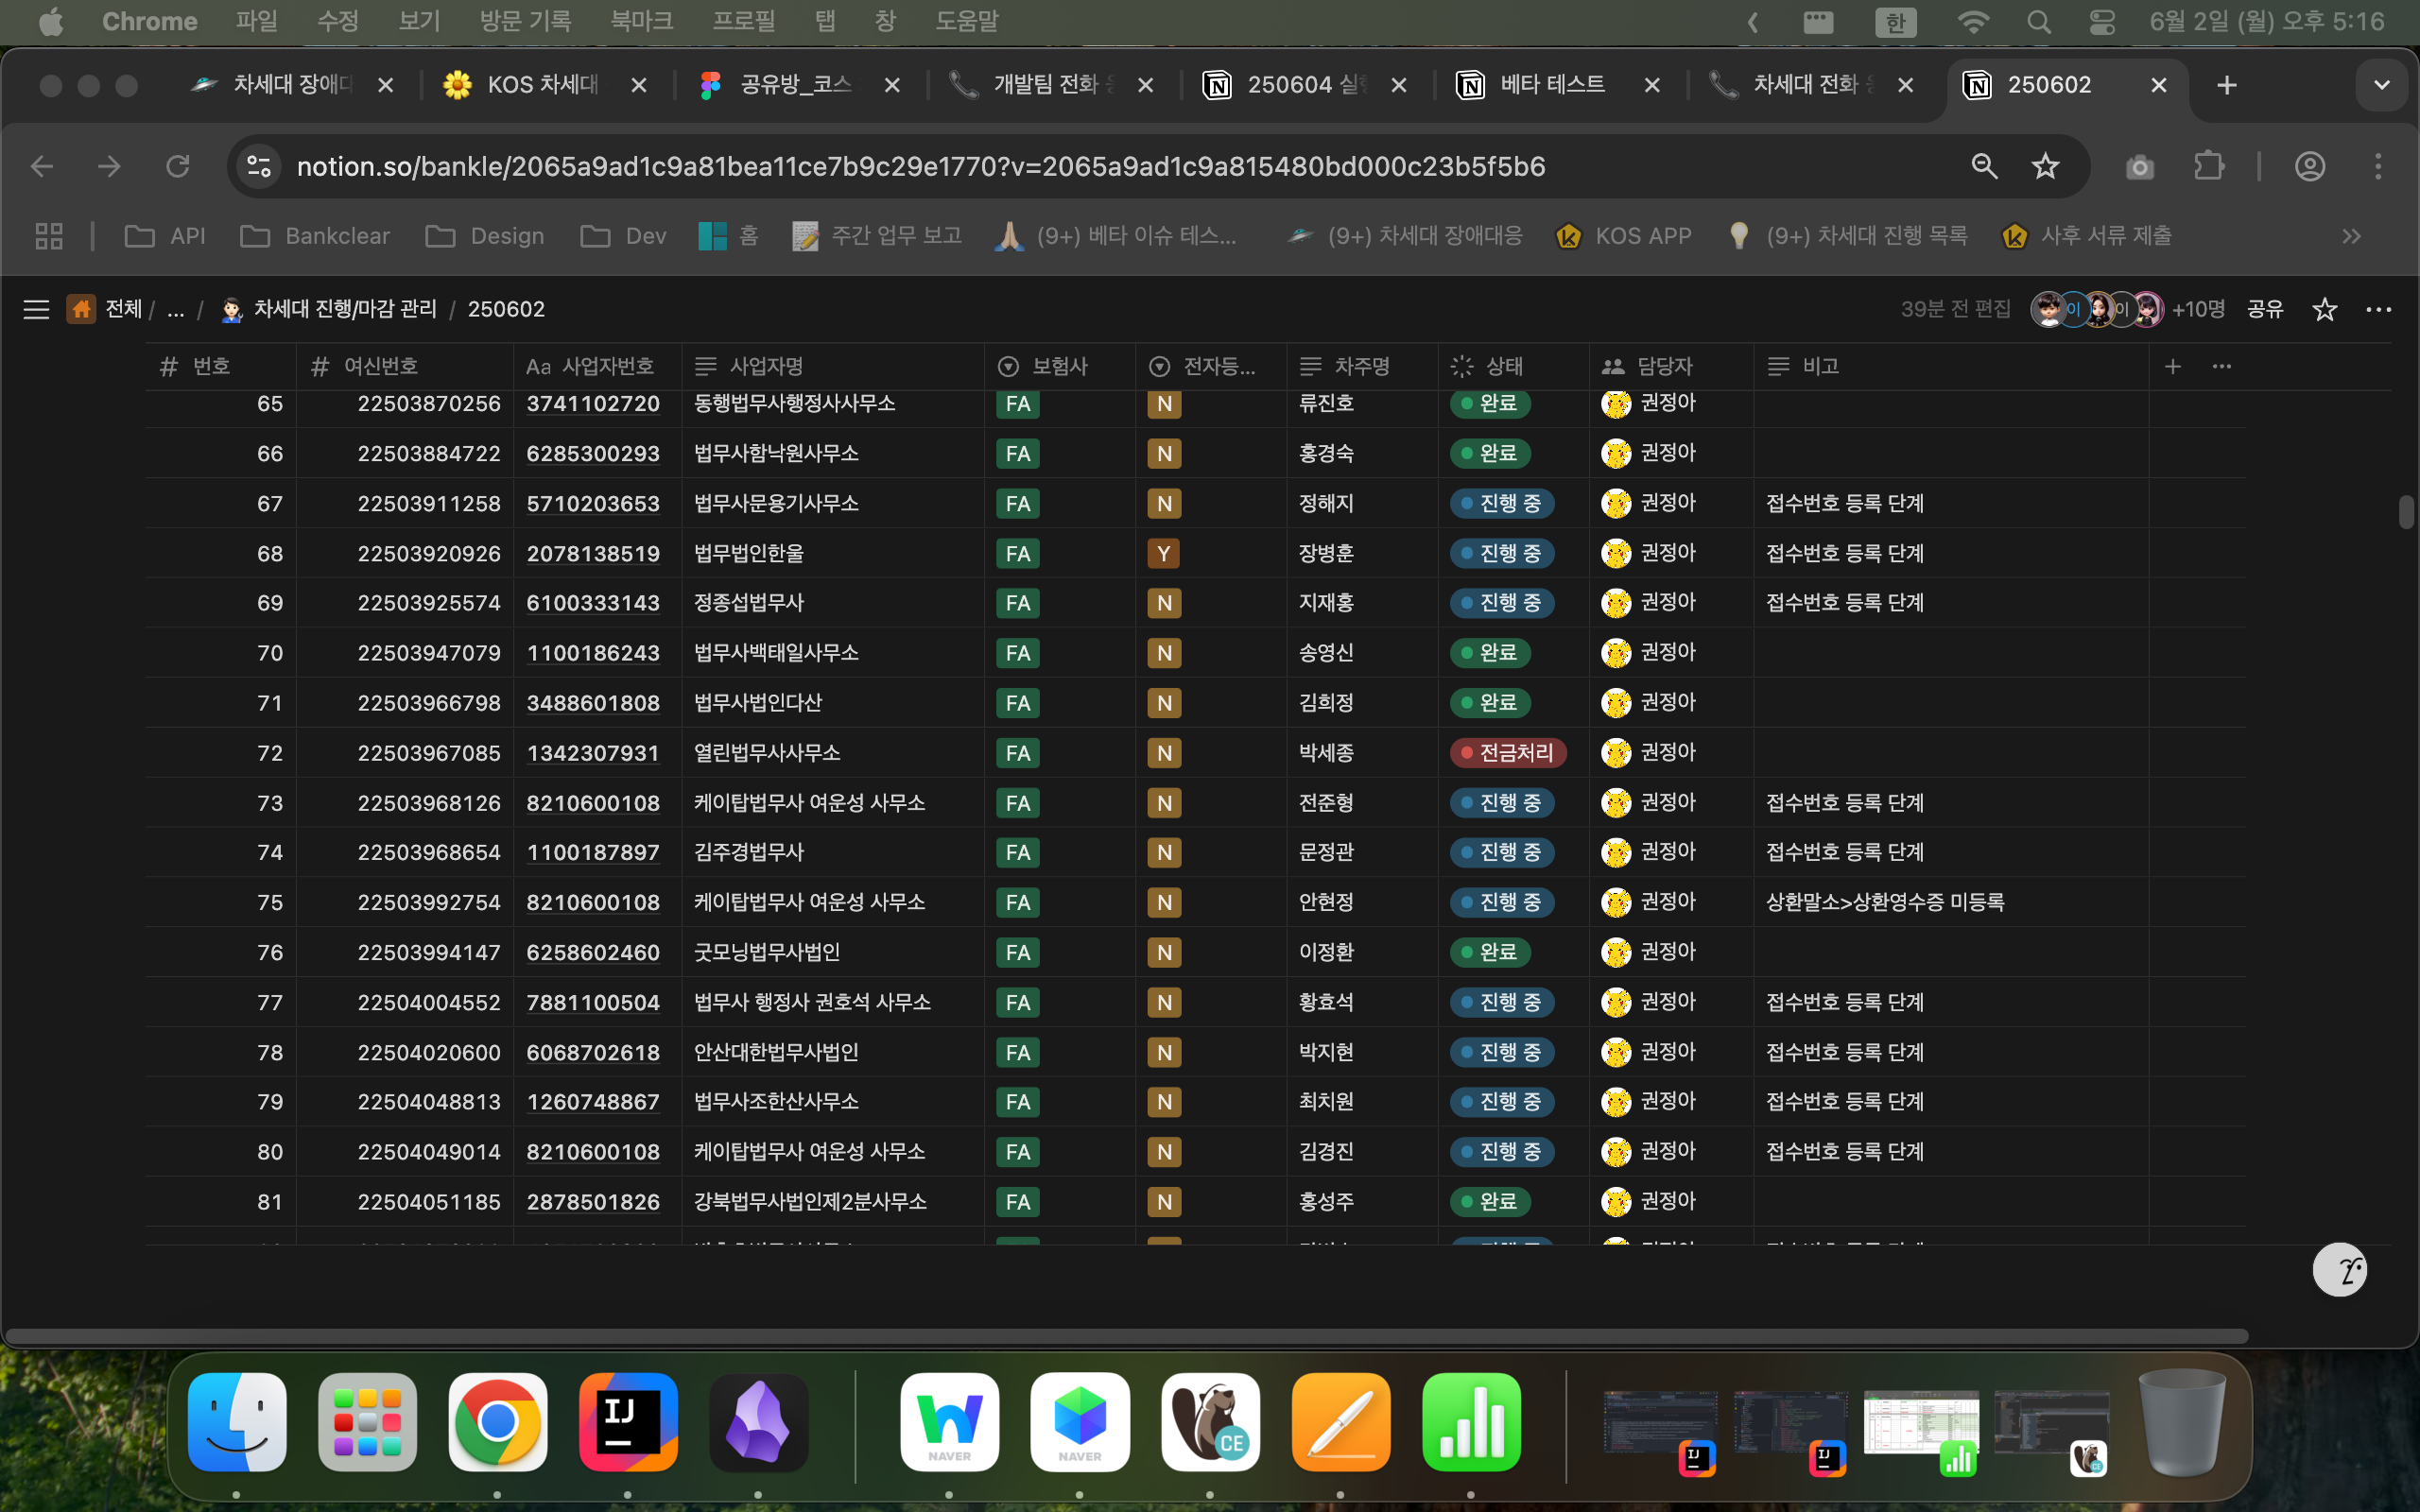 Chrome 파일 수정 보기 방문 기록 북마크 프로필 탭 창 도움말 한 6월 2일 (월) 오후 5:16
차세대 장애대 KOS 차세대 공유방_코스 개발팀 전화 250604 실행 베타 테스트 차세대 전화 250602
notion.so/bankle/2065a9ad1c9a81bea11ce7b9c29e1770?v=2065a9ad1c9a815480bd000c23b5f5b6
API Bankclear Design Dev 홈 주간 업무 보고 (9+) 베타 이슈 테스... (9+) 차세대 장애대응 KOS APP (9+) 차세대 진행 목록 사후 서류 제출
전체 / ... / 차세대 진행/마감 관리 / 250602 39분 전 편집 이 이 +10명 공유
번호 여신번호 Aa 사업자번호 사업자명 보험사 전자등... 차주명 상태 담당자 비고
65 22503870256 3741102720 동행법무사행정사사무소 FA N 류진호 완료 권정아
66 22503884722 6285300293 법무사함낙원사무소 FA N 홍경숙 완료 권정아
67 22503911258 5710203653 법무사문용기사무소 FA N 정해지 진행 중 권정아 접수번호 등록 단계
68 22503920926 2078138519 법무법인한울 FA Y 장병훈 진행 중 권정아 접수번호 등록 단계
69 22503925574 6100333143 정종섭법무사 FA N 지재홍 진행 중 권정아 접수번호 등록 단계
70 22503947079 1100186243 법무사백태일사무소 FA N 송영신 완료 권정아
71 22503966798 3488601808 법무사법인다산 FA N 김희정 완료 권정아
72 22503967085 1342307931 열린법무사사무소 FA N 박세종 전금처리 권정아
73 22503968126 8210600108 케이탑법무사 여운성 사무소 FA N 전준형 진행 중 권정아 접수번호 등록 단계
74 22503968654 1100187897 김주경법무사 FA N 문정관 진행 중 권정아 접수번호 등록 단계
75 22503992754 8210600108 케이탑법무사 여운성 사무소 FA N 안현정 진행 중 권정아 상환말소>상환영수증 미등록
76 22503994147 6258602460 굿모닝법무사법인 FA N 이정환 완료 권정아
77 22504004552 7881100504 법무사 행정사 권호석 사무소 FA N 황효석 진행 중 권정아 접수번호 등록 단계
78 22504020600 6068702618 안산대한법무사법인 FA N 박지현 진행 중 권정아 접수번호 등록 단계
79 22504048813 1260748867 법무사조한산사무소 FA N 최치원 진행 중 권정아 접수번호 등록 단계
80 22504049014 8210600108 케이탑법무사 여운성 사무소 FA N 김경진 진행 중 권정아 접수번호 등록 단계
81 22504051185 2878501826 강북법무사법인제2분사무소 FA N 홍성주 완료 권정아
IJ NAVER NAVER CE IJ IJ CE